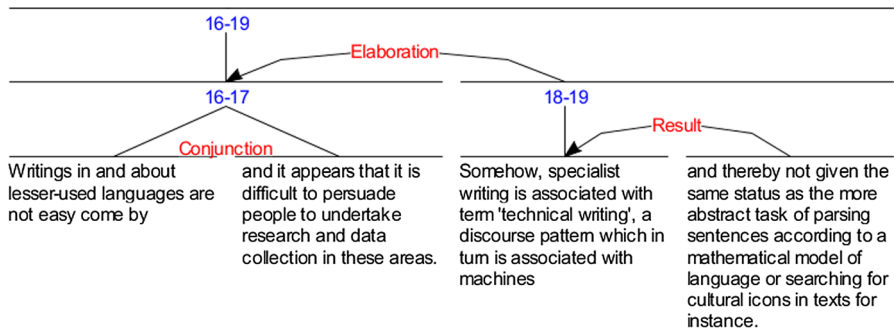 16-19
Elaboration
16-17
18-19
Conjunction
Result
Writings in and about
lesser-used languages are
not easy come by
and it appears that it is
difficult to persuade
people to undertake
research and data
collection in these areas.
Somehow, specialist
writing is associated with
term 'technical writing', a
discourse pattern which in
turn is associated with
machines
and thereby not given the
same status as the more
abstract task of parsing
sentences according to a
mathematical model of
language or searching for
cultural icons in texts for
instance.